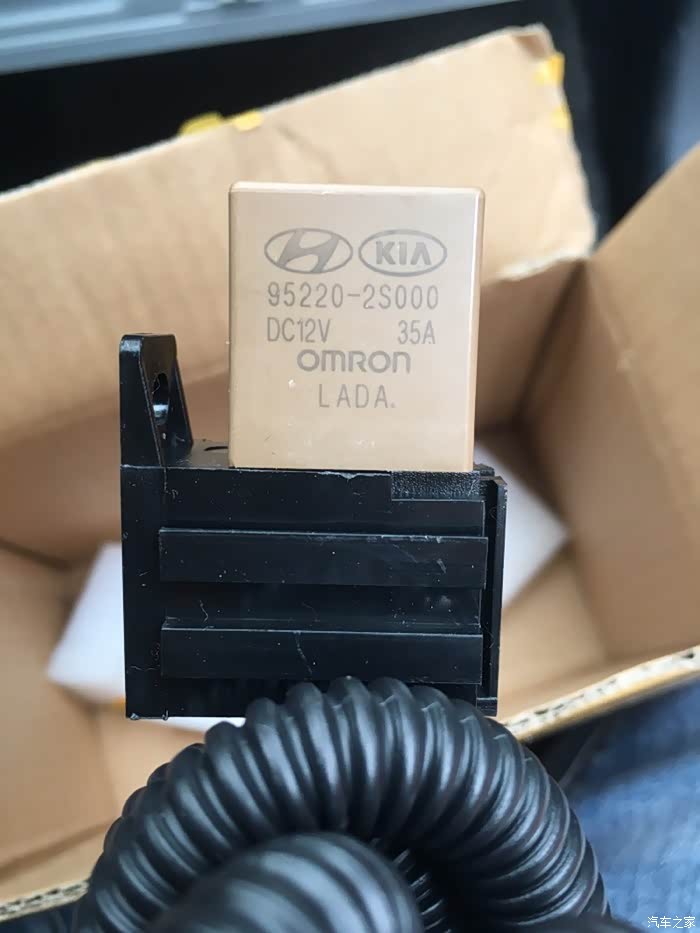 KIA
95220-2S000
DC12V 35A
OMRON
LADA.
汽车之家